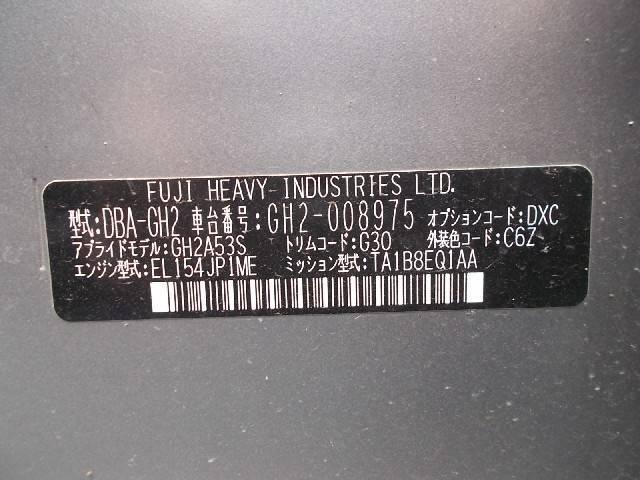 FUJI HEAVY INDUSTRIES LTD.
型式:DBA-GH2 車台番号:GH2-008975 オプションコード:DXC
アプライドモデル:GH2A53S トリムコード:G30 外装色コード:C6Z
エンジン型式:EL154JP1ME ミッション型式:TA1B8EQ1AA